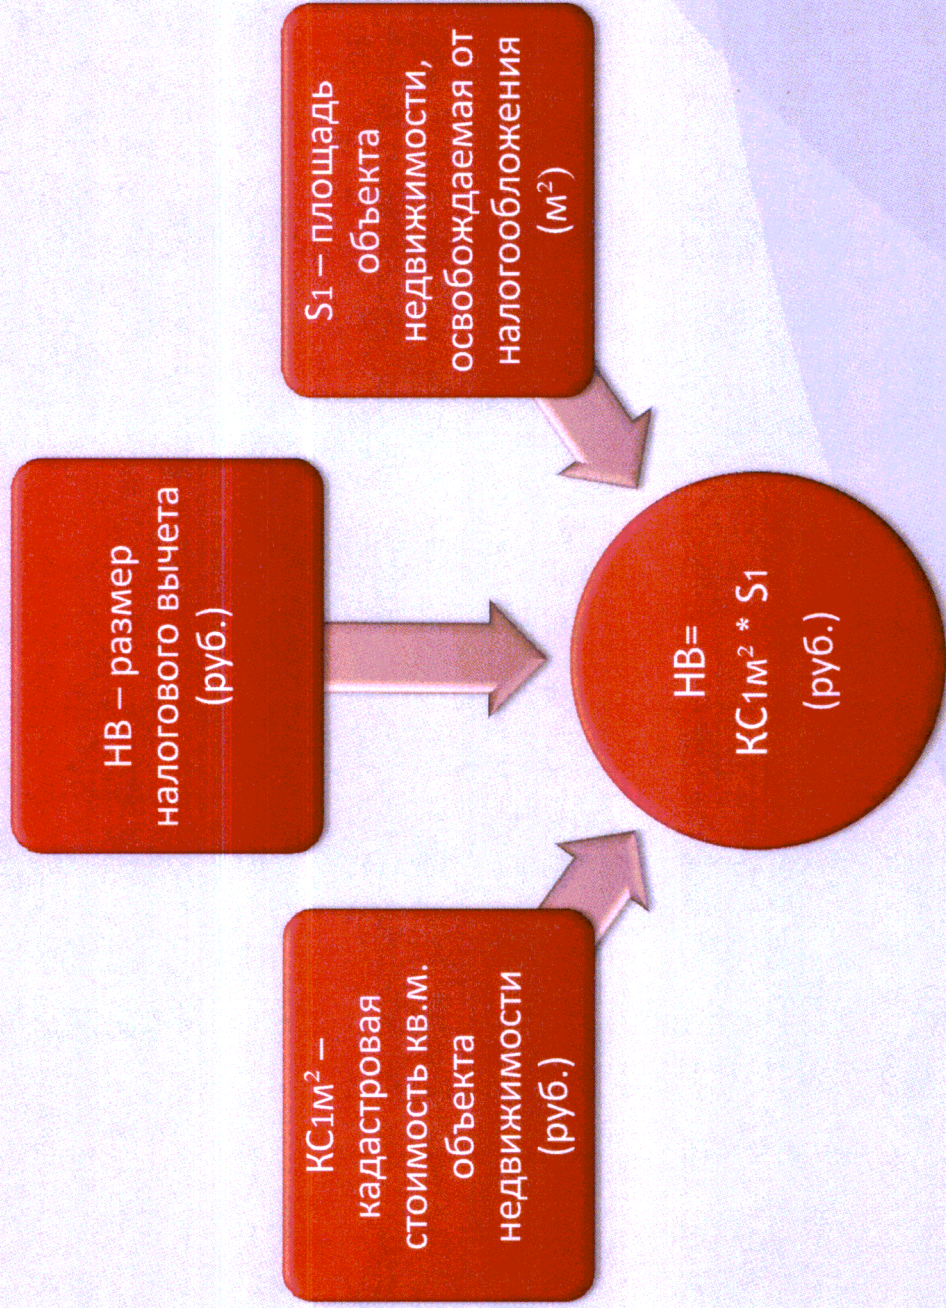 КС1м² –
кадастровая
стоимость кв.м.
объекта
недвижимости
(руб.)
НВ – размер
налогового вычета
(руб.)
S1 – площадь
объекта
недвижимости,
освобождаемая от
налогообложения
(м²)
НВ=
КС1м² * S1
(руб.)